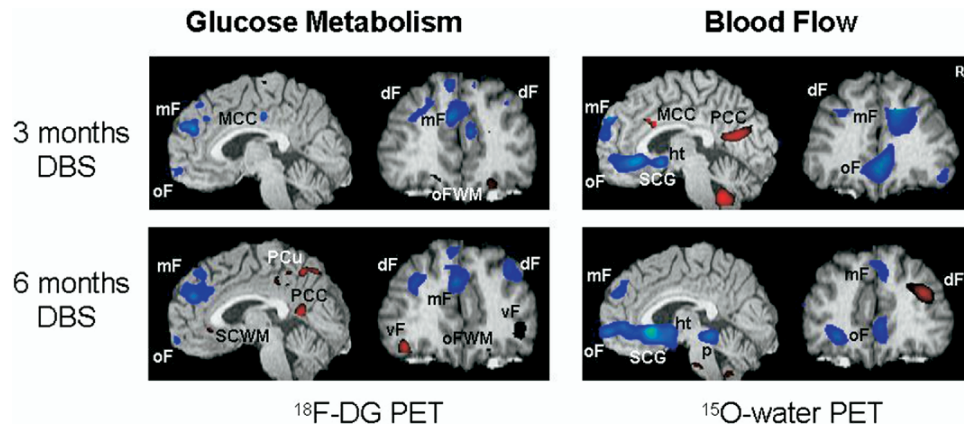 Glucose Metabolism
Blood Flow
3 months
DBS
mF
MCC
oF
dF
dF
mF
oFWM
mF
MCC
PCC
ht
SCG
oF
R
dF
mF
oF
6 months
DBS
mF
PCu
PCC
SCWM
oF
dF
dF
mF
vF
vF
oFWM
mF
ht
p
SCG
oF
mF
dF
oF
18F-DG PET
15O-water PET